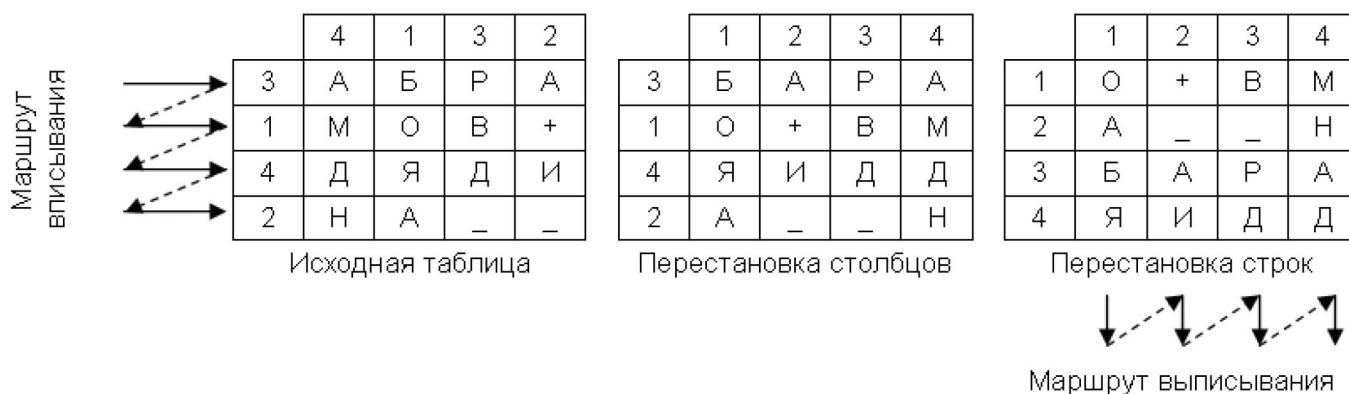 4 1 3 2 1 2 3 4 1 2 3 4
3 А Б Р А 3 Б А Р А 1 О + В М
1 М О В + 1 О + В М 2 А _ _ Н
4 Д Я Д И 4 Я И Д Д 3 Б А Р А
2 Н А _ _ 2 А _ _ Н 4 Я И Д Д
Маршрут
вписывания
Исходная таблица Перестановка столбцов Перестановка строк
Маршрут выписывания